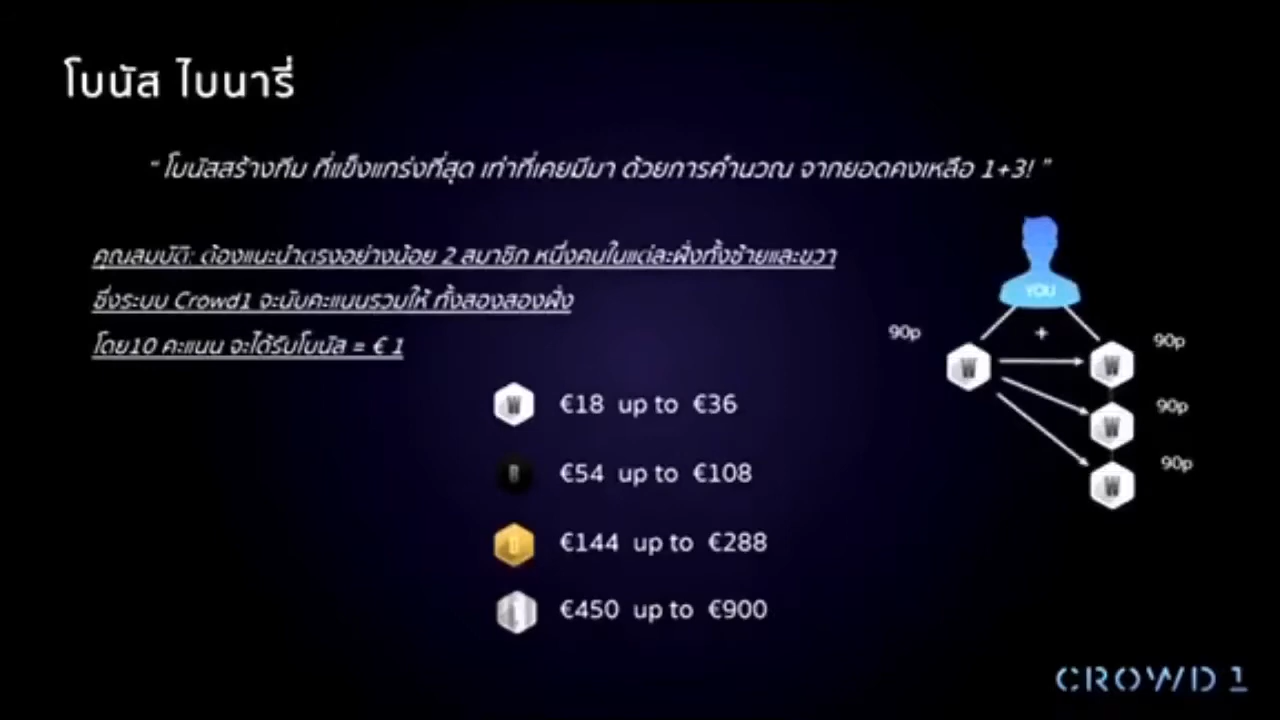 โบนัส ไบนารี่
“ โบนัสสร้างทีม ที่แข็งแกร่งที่สุด เท่าที่เคยมีมา ด้วยการคำนวณ จากยอดคงเหลือ 1+3! ”
คุณสมบัติ: ต้องแนะนำตรงอย่างน้อย 2 สมาชิก หนึ่งคนในแต่ละฝั่งทั้งซ้ายและขวา
ซึ่งระบบ Crowd1 จะนับคะแนนรวมให้ ทั้งสองสองฝั่ง
โดย10 คะแนน จะได้รับโบนัส = € 1
YOU
90p + 90p
W W
90p
W
90p
W
W €18 up to €36
B €54 up to €108
€144 up to €288
€450 up to €900
CROWD 1